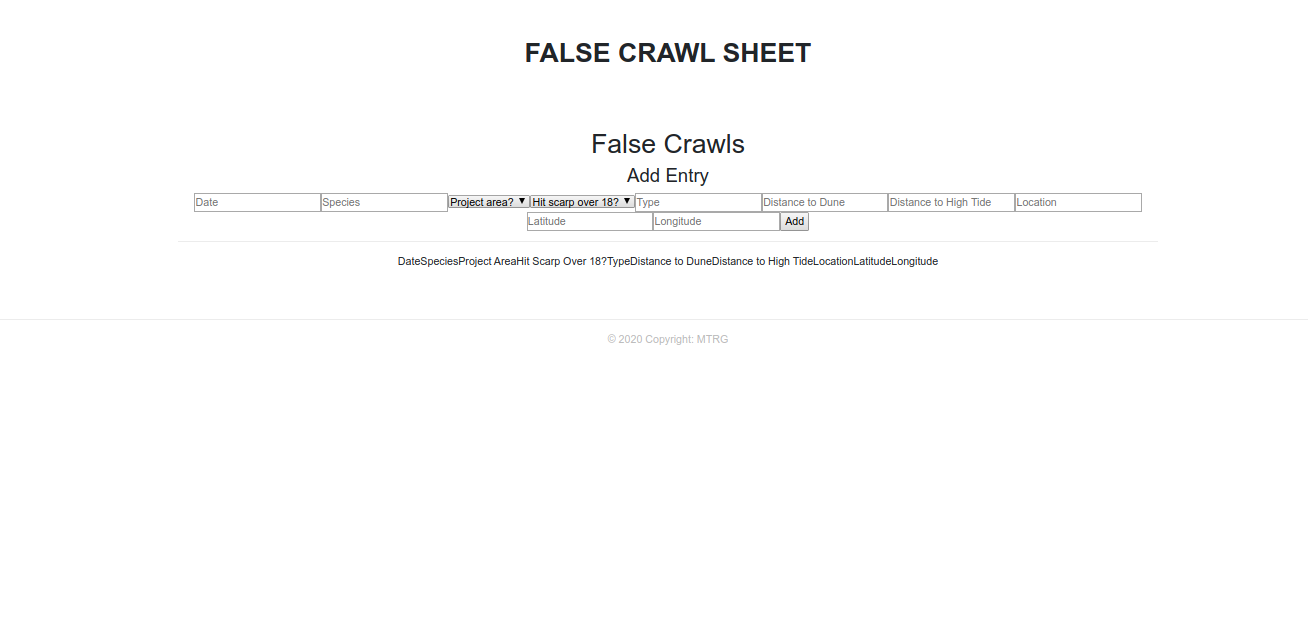 FALSE CRAWL SHEET
False Crawls
Add Entry
Date Species Project area? Hit scarp over 18? Type Distance to Dune Distance to High Tide Location
Latitude Longitude Add
DateSpeciesProject AreaHit Scarp Over 18?TypeDistance to DuneDistance to High TideLocationLatitudeLongitude
© 2020 Copyright: MTRG